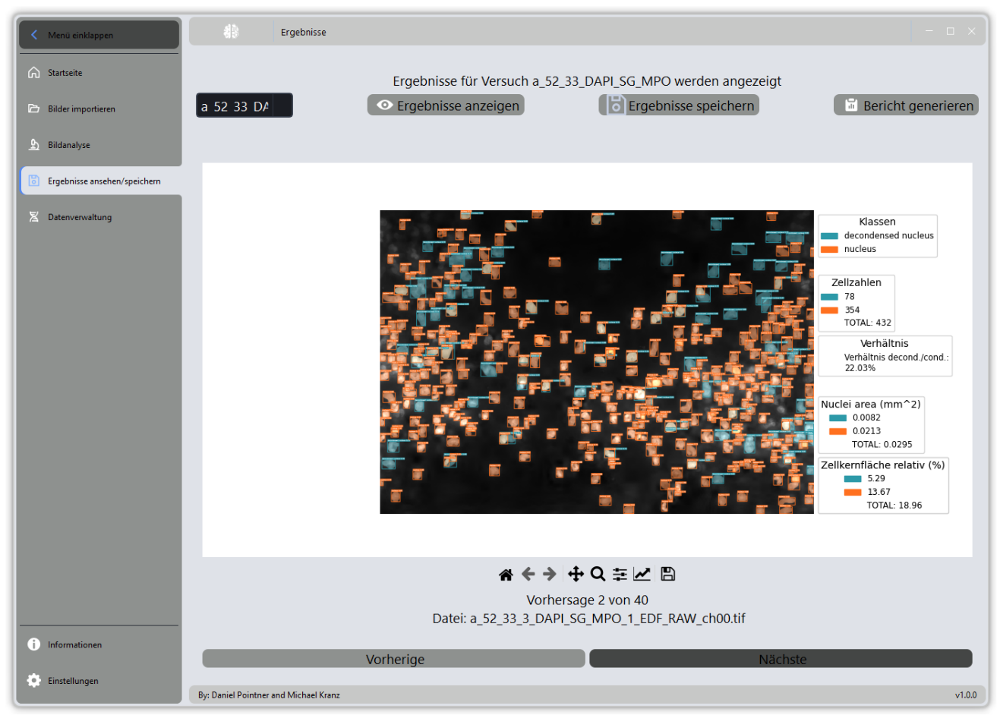 Menü einklappen
Ergebnisse
Startseite
Bilder importieren
Bildanalyse
Ergebnisse ansehen/speichern
Datenverwaltung
Informationen
Einstellungen
Ergebnisse für Versuch a_52_33_DAPI_SG_MPO werden angezeigt
a_52_33_DA
Ergebnisse anzeigen
Ergebnisse speichern
Bericht generieren
Klassen
decondensed nucleus
nucleus
Zellzahlen
78
354
TOTAL: 432
Verhältnis
Verhältnis decond./cond.:
22.03%
Nuclei area (mm^2)
0.0082
0.0213
TOTAL: 0.0295
Zellkernfläche relativ (%)
5.29
13.67
TOTAL: 18.96
Vorhersage 2 von 40
Datei: a_52_33_3_DAPI_SG_MPO_1_EDF_RAW_ch00.tif
Vorherige
Nächste
By: Daniel Pointner and Michael Kranz
v1.0.0